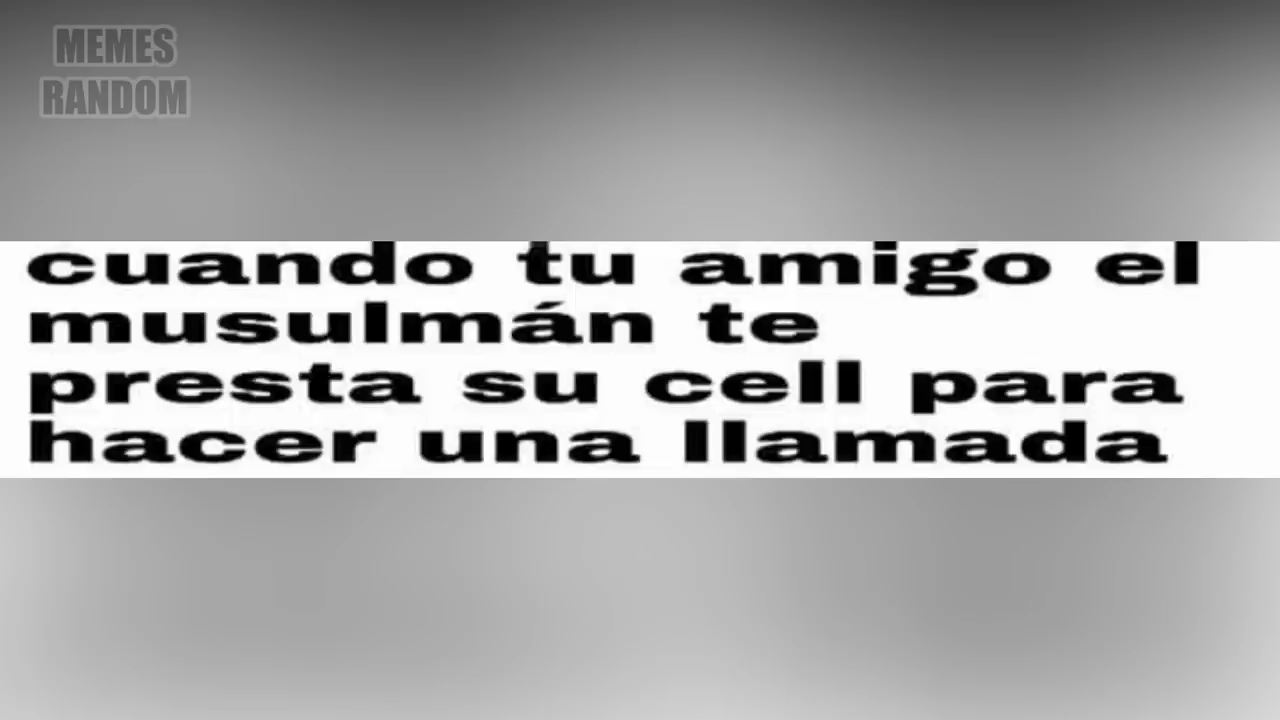 MEMES
RANDOM
cuando tu amigo el
musulmán te
presta su cell para
hacer una llamada